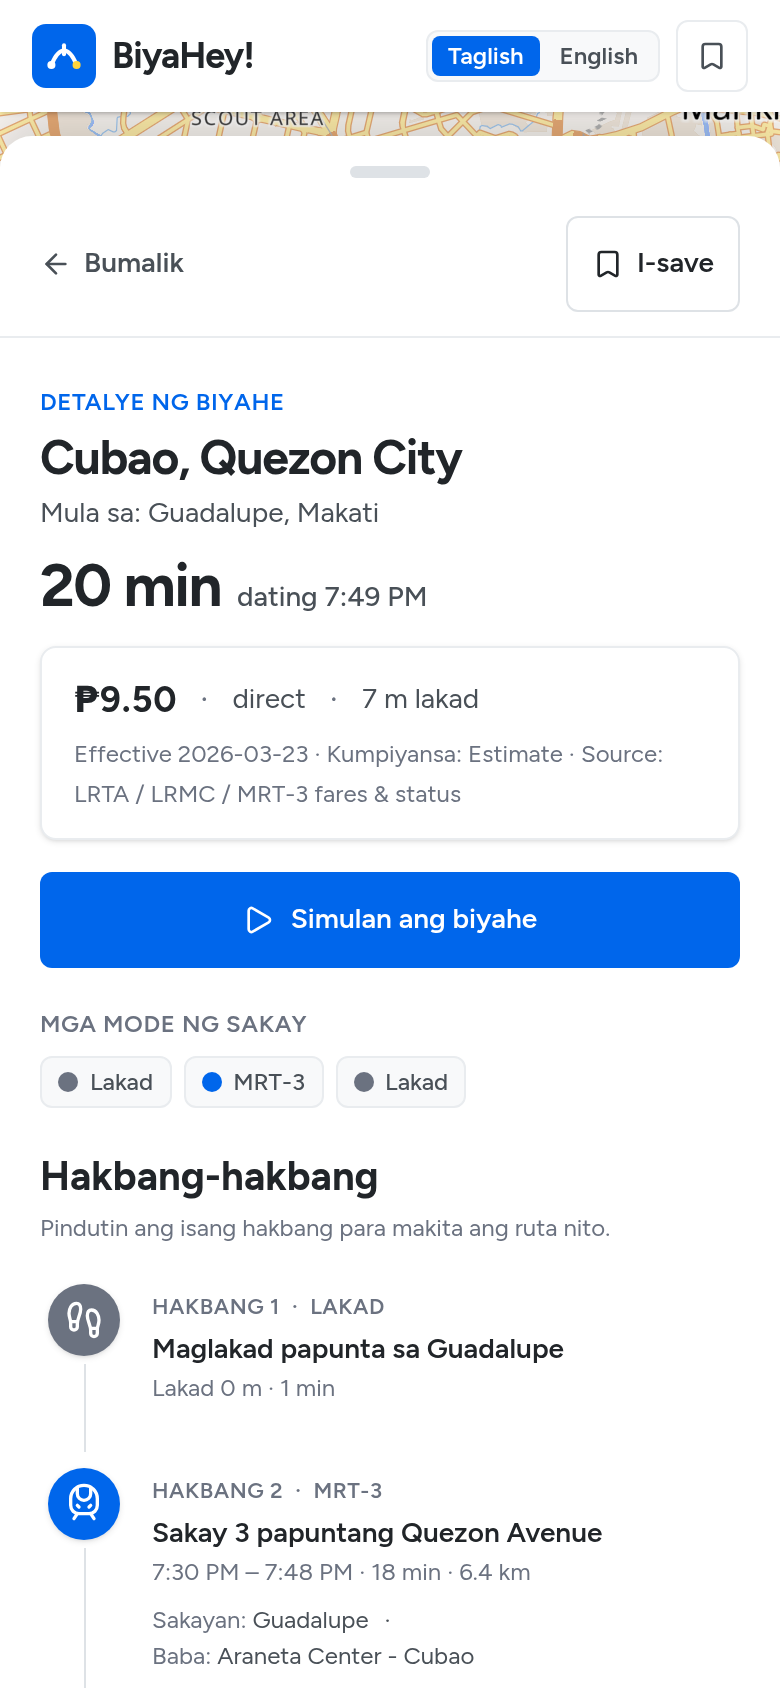 BiyaHey!
Taglish English
SCOUT AREA
Bumalik
I-save
DETALYE NG BIYAHE
Cubao, Quezon City
Mula sa: Guadalupe, Makati
20 min dating 7:49 PM
₱9.50 · direct · 7 m lakad
Effective 2026-03-23 · Kumpiyansa: Estimate · Source:
LRTA / LRMC / MRT-3 fares & status
Simulan ang biyahe
MGA MODE NG SAKAY
Lakad MRT-3 Lakad
Hakbang-hakbang
Pindutin ang isang hakbang para makita ang ruta nito.
HAKBANG 1 · LAKAD
Maglakad papunta sa Guadalupe
Lakad 0 m · 1 min
HAKBANG 2 · MRT-3
Sakay 3 papuntang Quezon Avenue
7:30 PM – 7:48 PM · 18 min · 6.4 km
Sakayan: Guadalupe ·
Baba: Araneta Center - Cubao